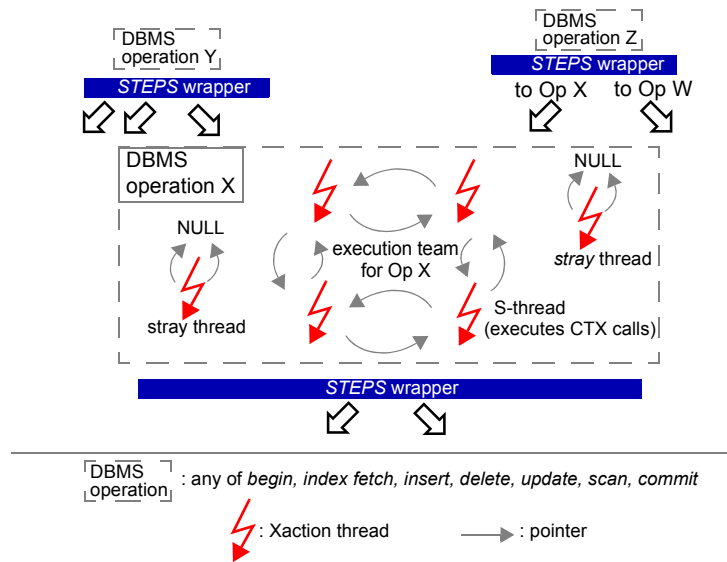 DBMS
operation Y
STEPS wrapper
DBMS
operation Z
STEPS wrapper
to Op X to Op W
DBMS
operation X
NULL
stray thread
execution team
for Op X
NULL
stray thread
S-thread
(executes CTX calls)
STEPS wrapper
DBMS
operation : any of begin, index fetch, insert, delete, update, scan, commit
: Xaction thread
: pointer